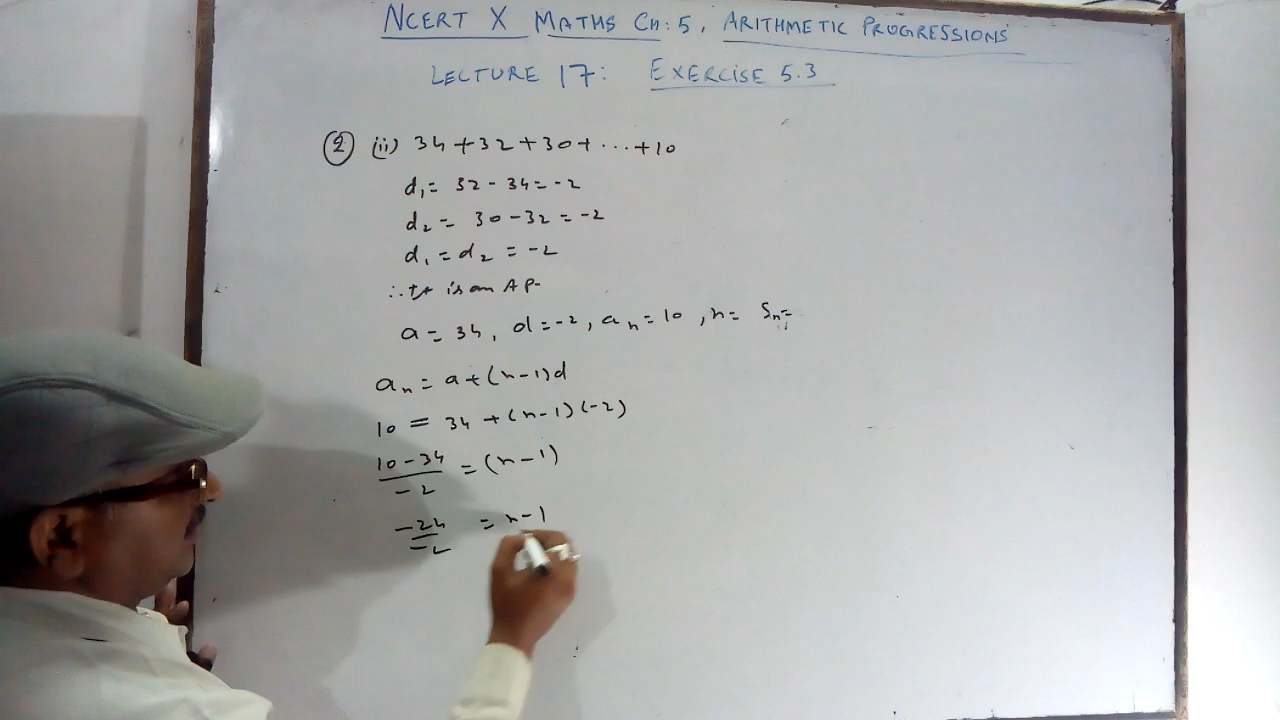 NCERT X MATHS CH: 5, ARITHMETIC PROGRESSIONS
LECTURE 17: EXERCISE 5.3
2 (ii) 34+32+30+...+10
d₁= 32-34=-2
d₂= 30-32=-2
d₁=d₂=-2
∴ It is an AP-
a=34, d=-2, aₙ=10, n= Sₙ=
aₙ=a+(n-1)d
10=34+(n-1)(-2)
10-34/-2=(n-1)
-24/-2=n-1